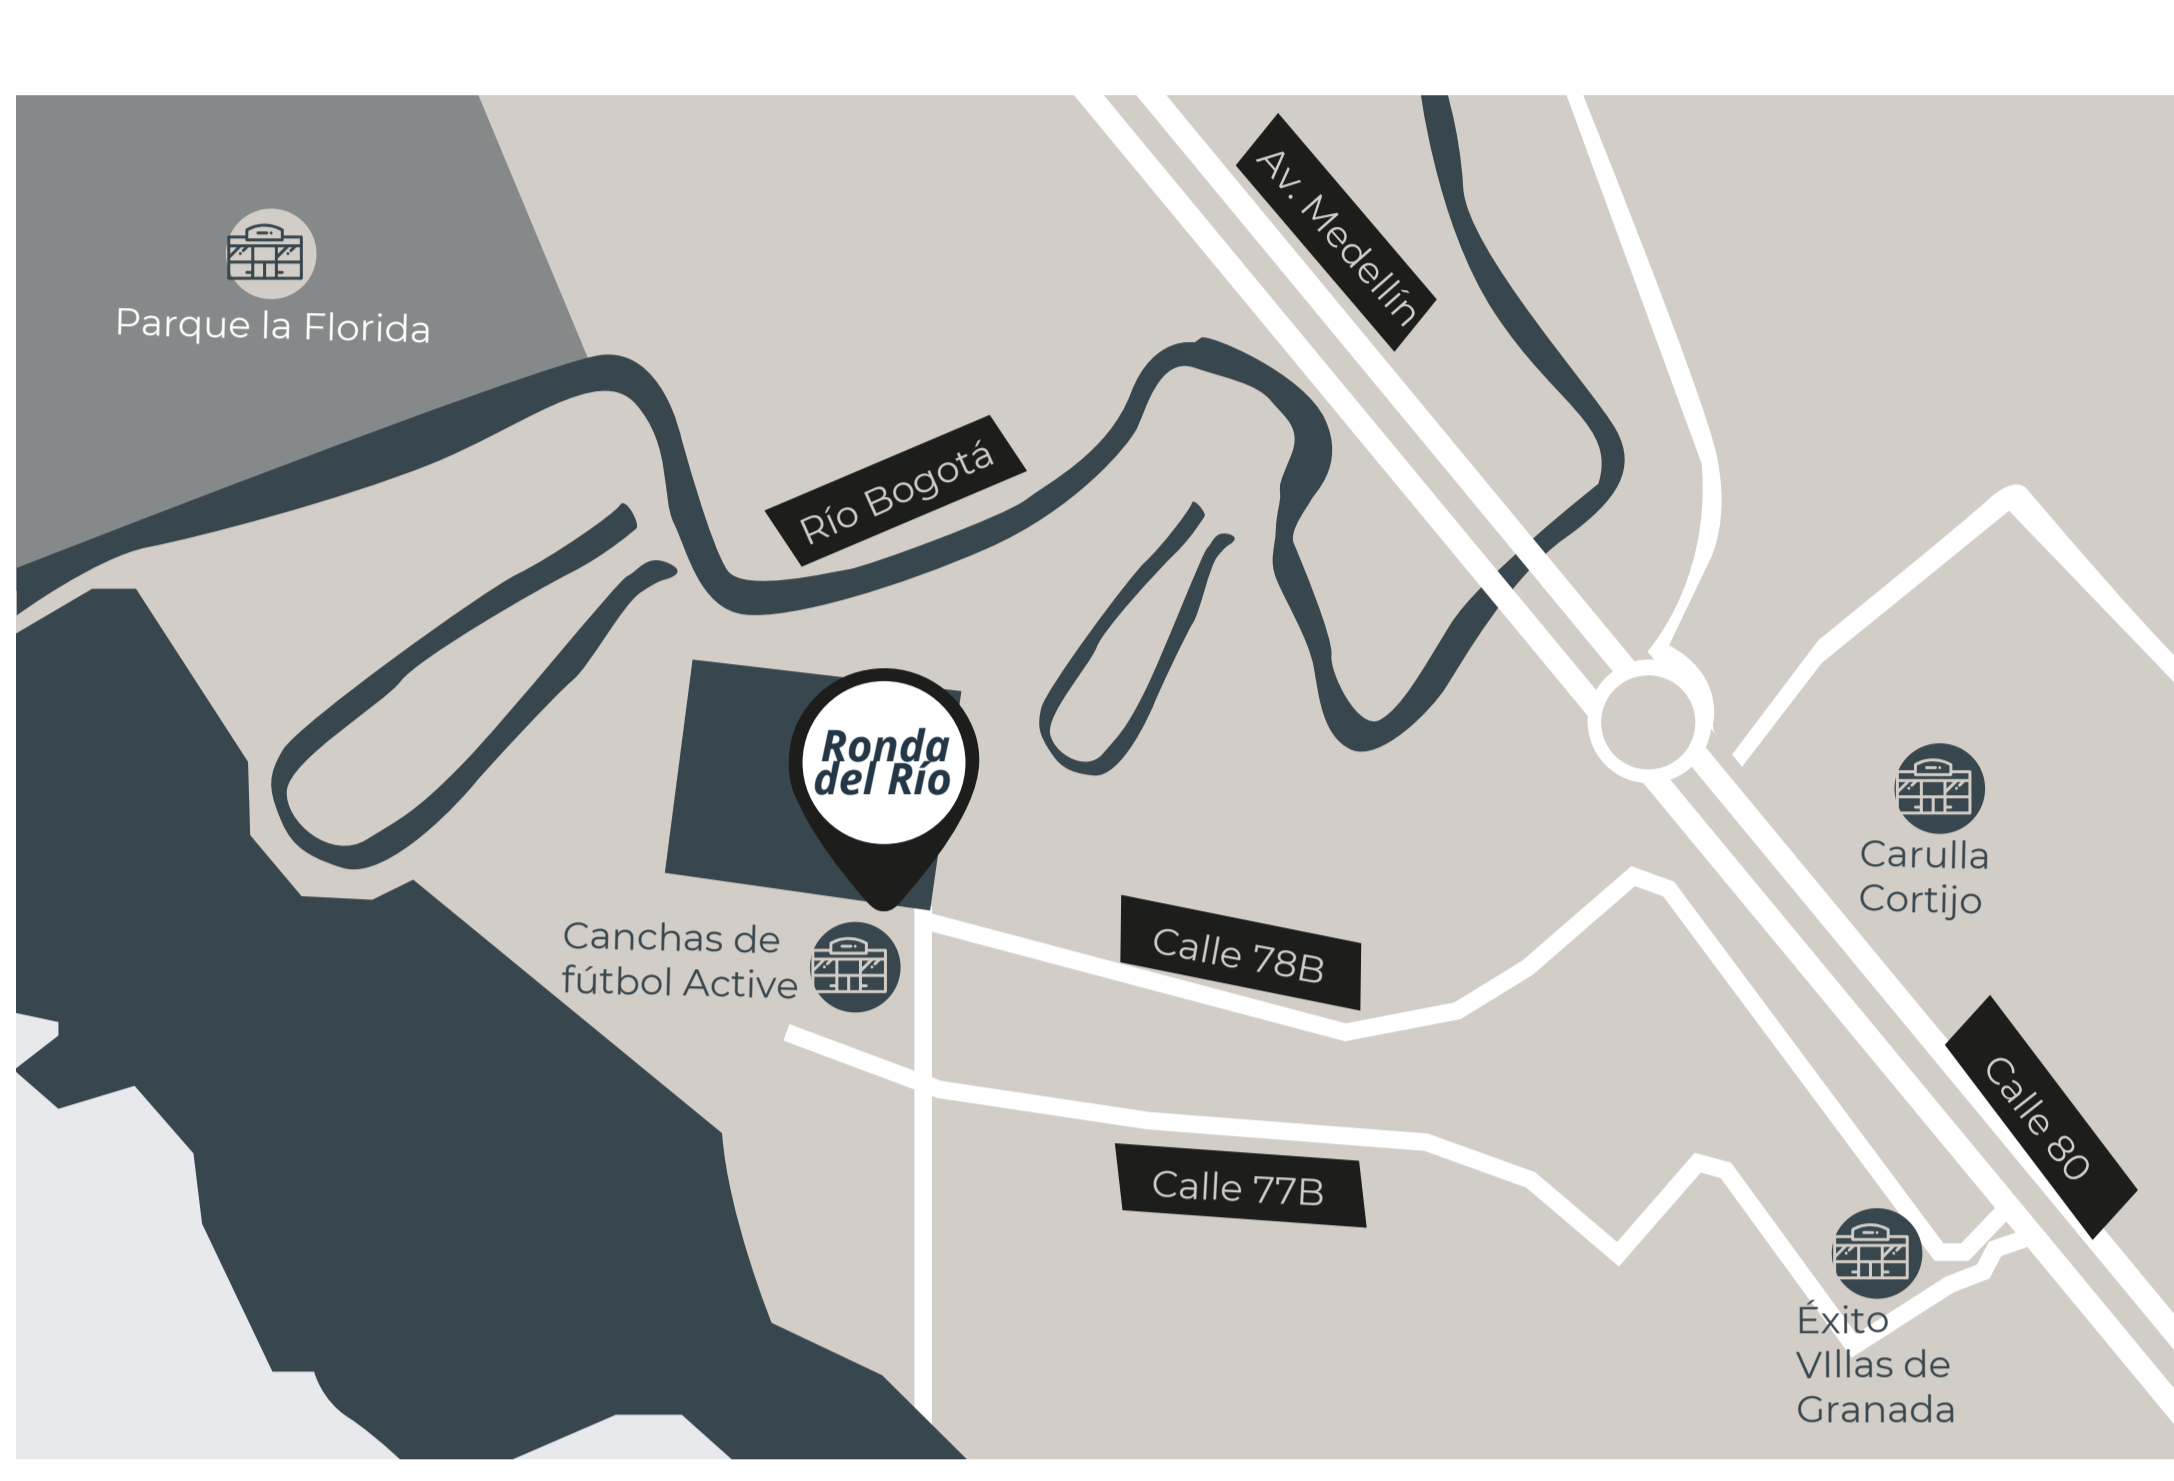 Av. Medellín
Parque la Florida
Río Bogotá
Ronda
del Río
Carulla
Cortijo
Canchas de
fútbol Active
Calle 78B
Calle 80
Calle 77B
Éxito
VIllas de
Granada